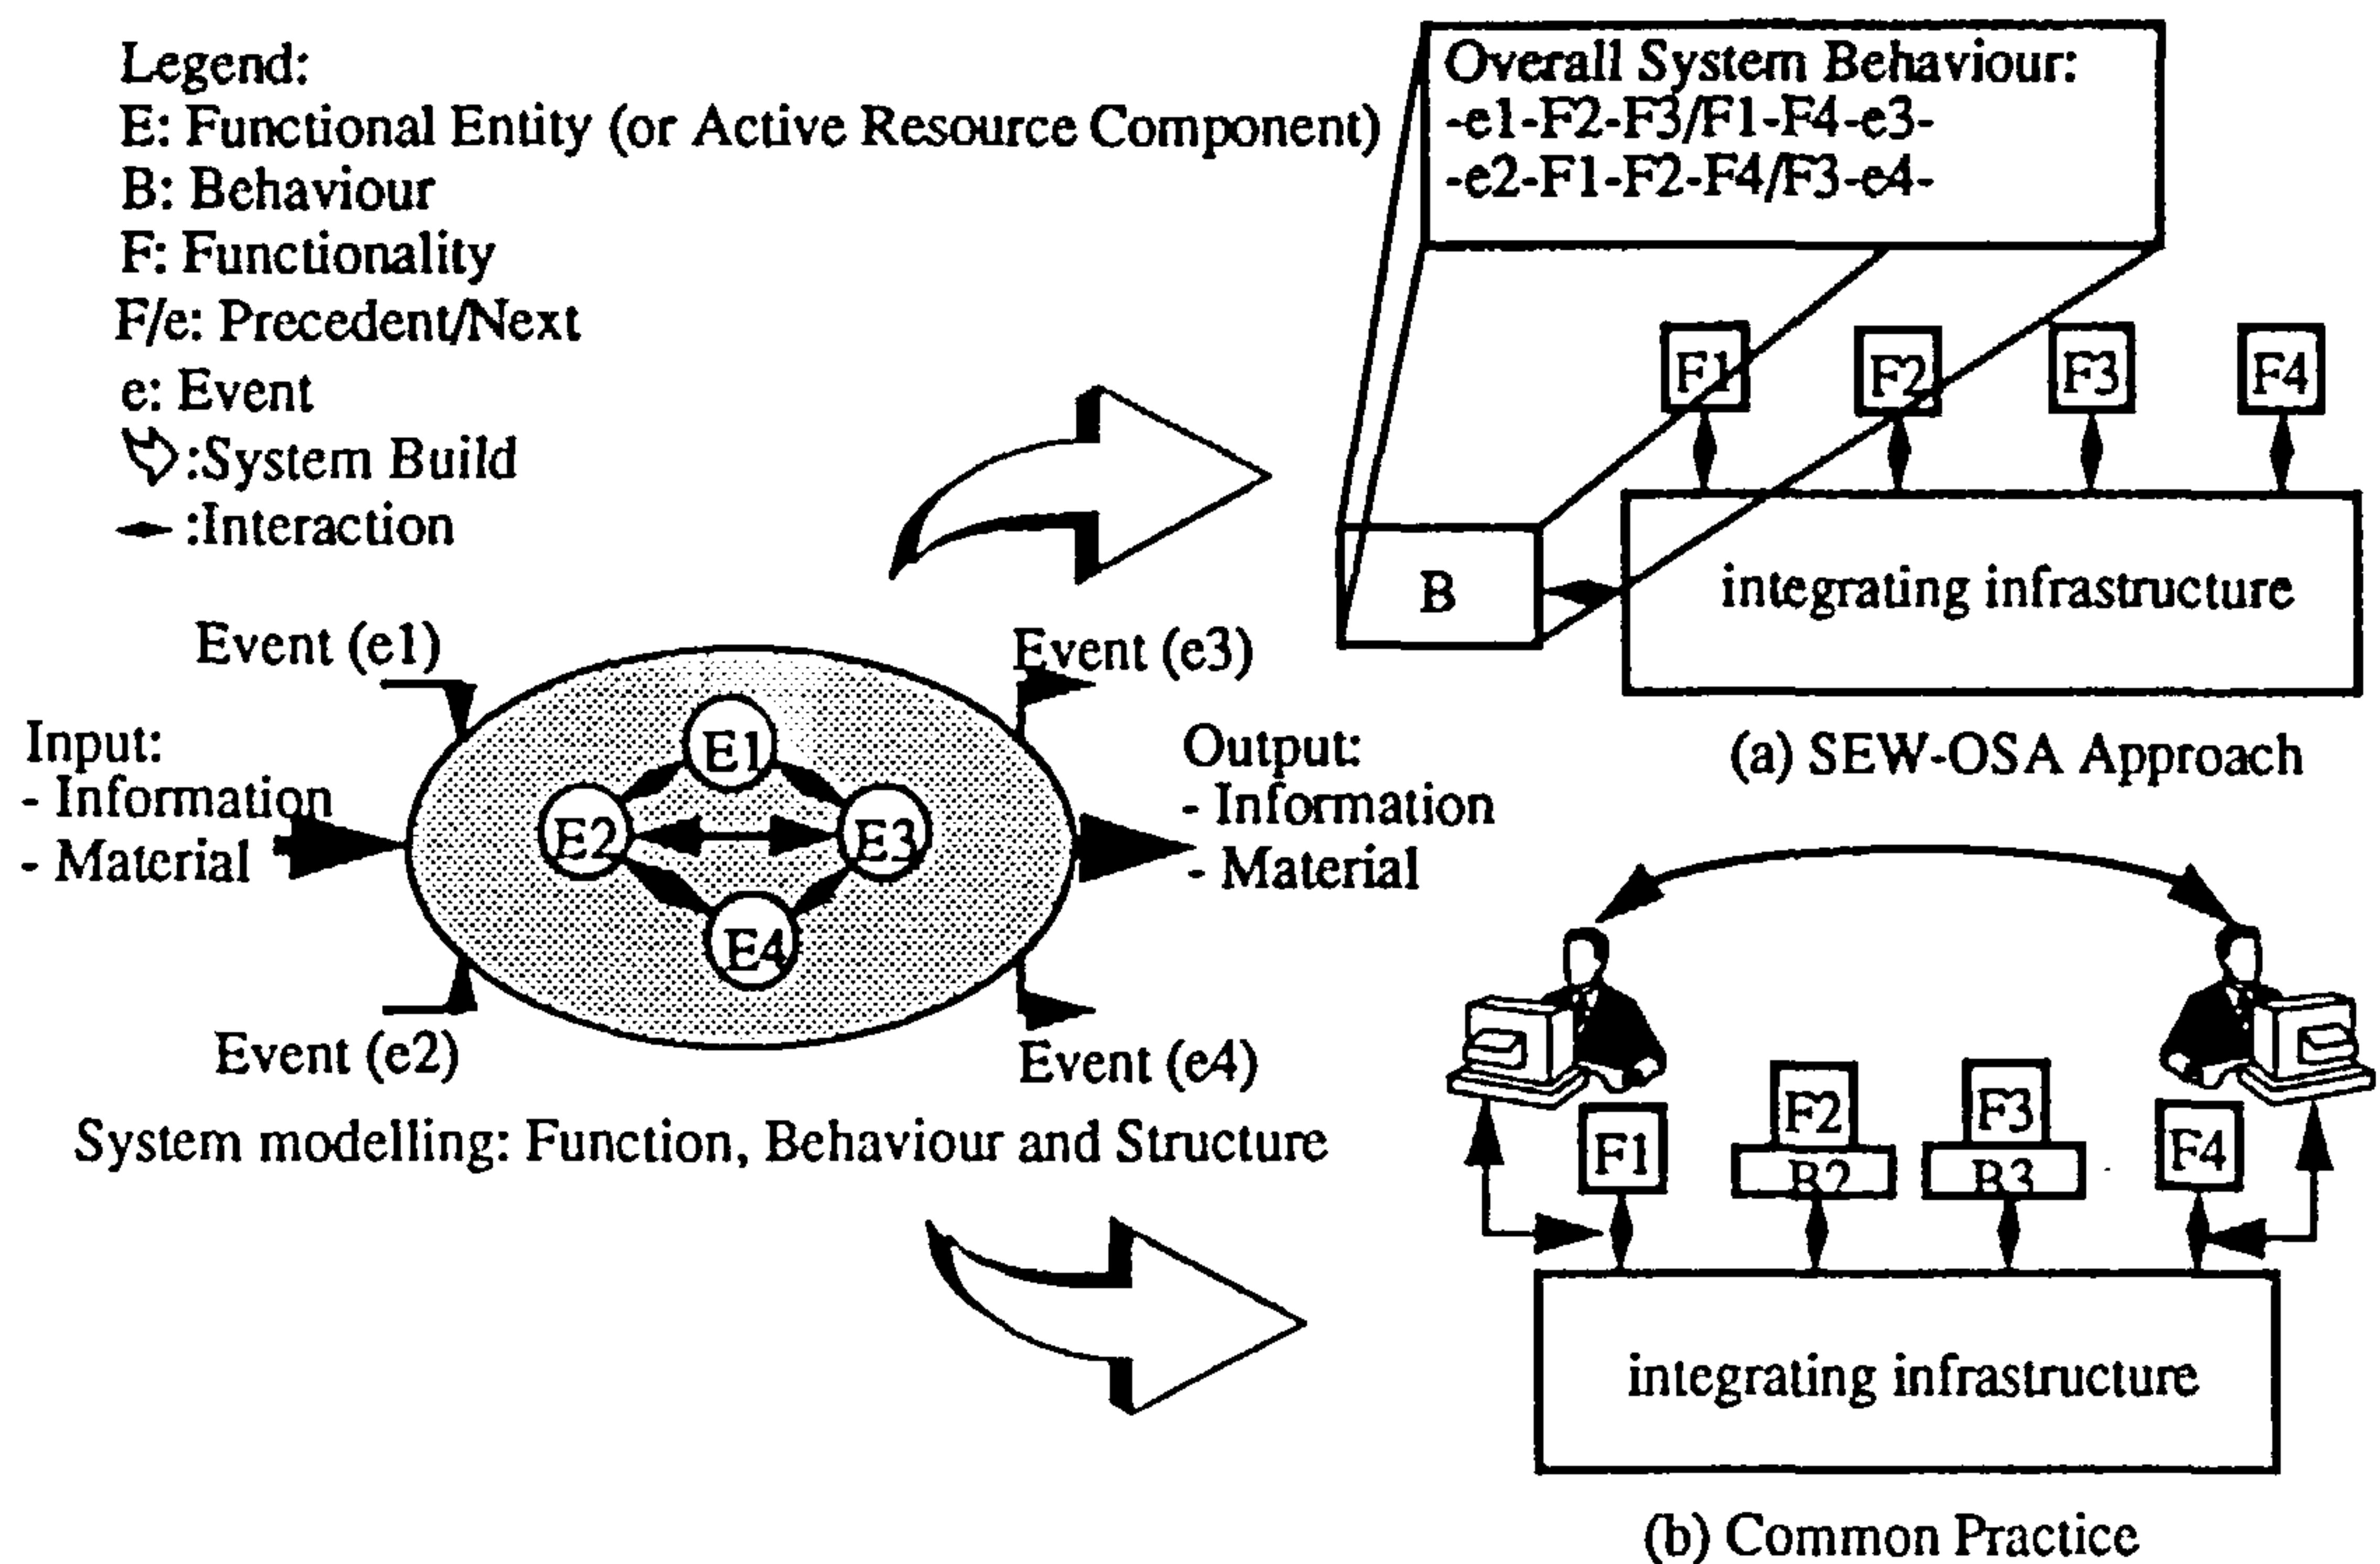 Legend:
E: Functional Entity (or Active Resource Component)
B: Behaviour
F: Functionality
F/e: Precedent/Next
e: Event
:System Build
:Interaction
Overall System Behaviour:
-e1-F2-F3/F1-F4-e3-
-e2-F1-F2-F4/F3-e4-
F1
F2
F3
F4
B
integrating infrastructure
(a) SEW-OSA Approach
Event (e1)
Event (e3)
Input:
- Information
- Material
E1
E2
E3
E4
Output:
- Information
- Material
Event (e2)
Event (e4)
System modelling: Function, Behaviour and Structure
F1
F2
B2
F3
B3
F4
integrating infrastructure
(b) Common Practice